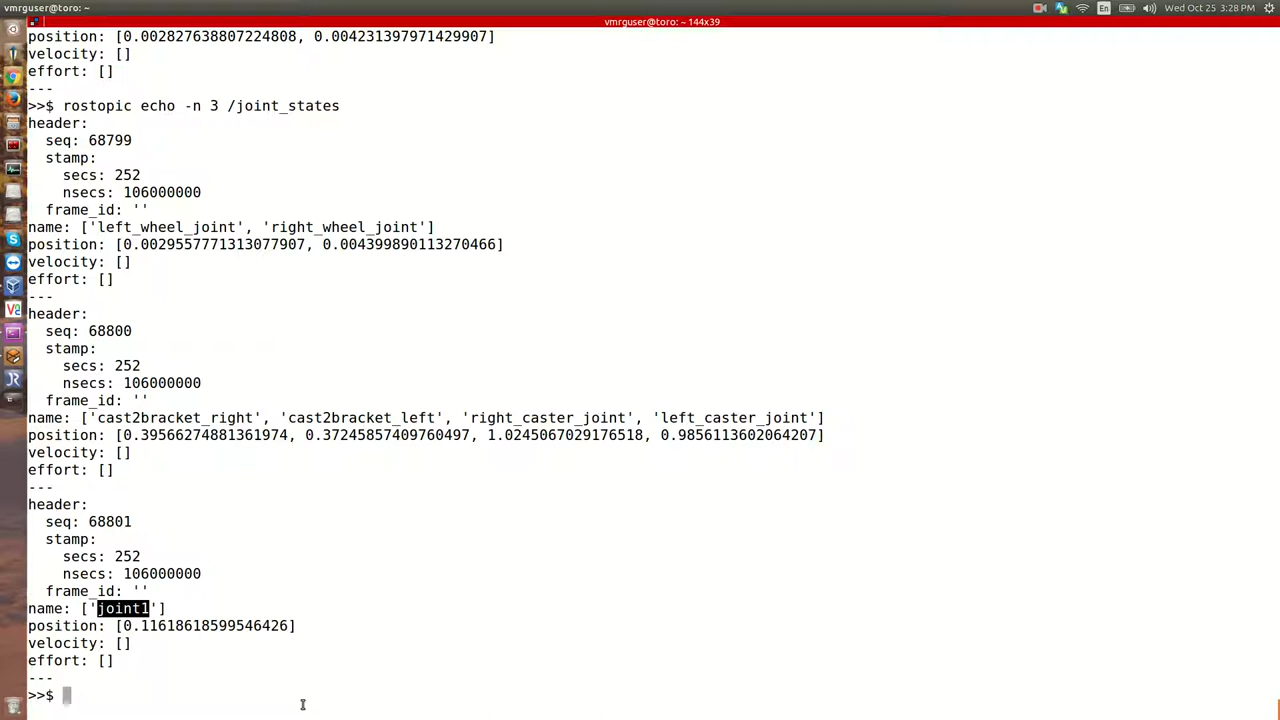 vmrguser@toro: ~
En
Wed Oct 25 3:28 PM
vmrguser@toro: ~ 144x39
position: [0.002827638807224808, 0.004231397971429907]
velocity: []
effort: []
---
>>$ rostopic echo -n 3 /joint_states
header:
  seq: 68799
  stamp:
    secs: 252
    nsecs: 106000000
  frame_id: ''
name: ['left_wheel_joint', 'right_wheel_joint']
position: [0.0029557771313077907, 0.004399890113270466]
velocity: []
effort: []
---
header:
  seq: 68800
  stamp:
    secs: 252
    nsecs: 106000000
  frame_id: ''
name: ['cast2bracket_right', 'cast2bracket_left', 'right_caster_joint', 'left_caster_joint']
position: [0.39566274881361974, 0.37245857409760497, 1.0245067029176518, 0.9856113602064207]
velocity: []
effort: []
---
header:
  seq: 68801
  stamp:
    secs: 252
    nsecs: 106000000
  frame_id: ''
name: ['joint1']
position: [0.11618618599546426]
velocity: []
effort: []
---
>>$